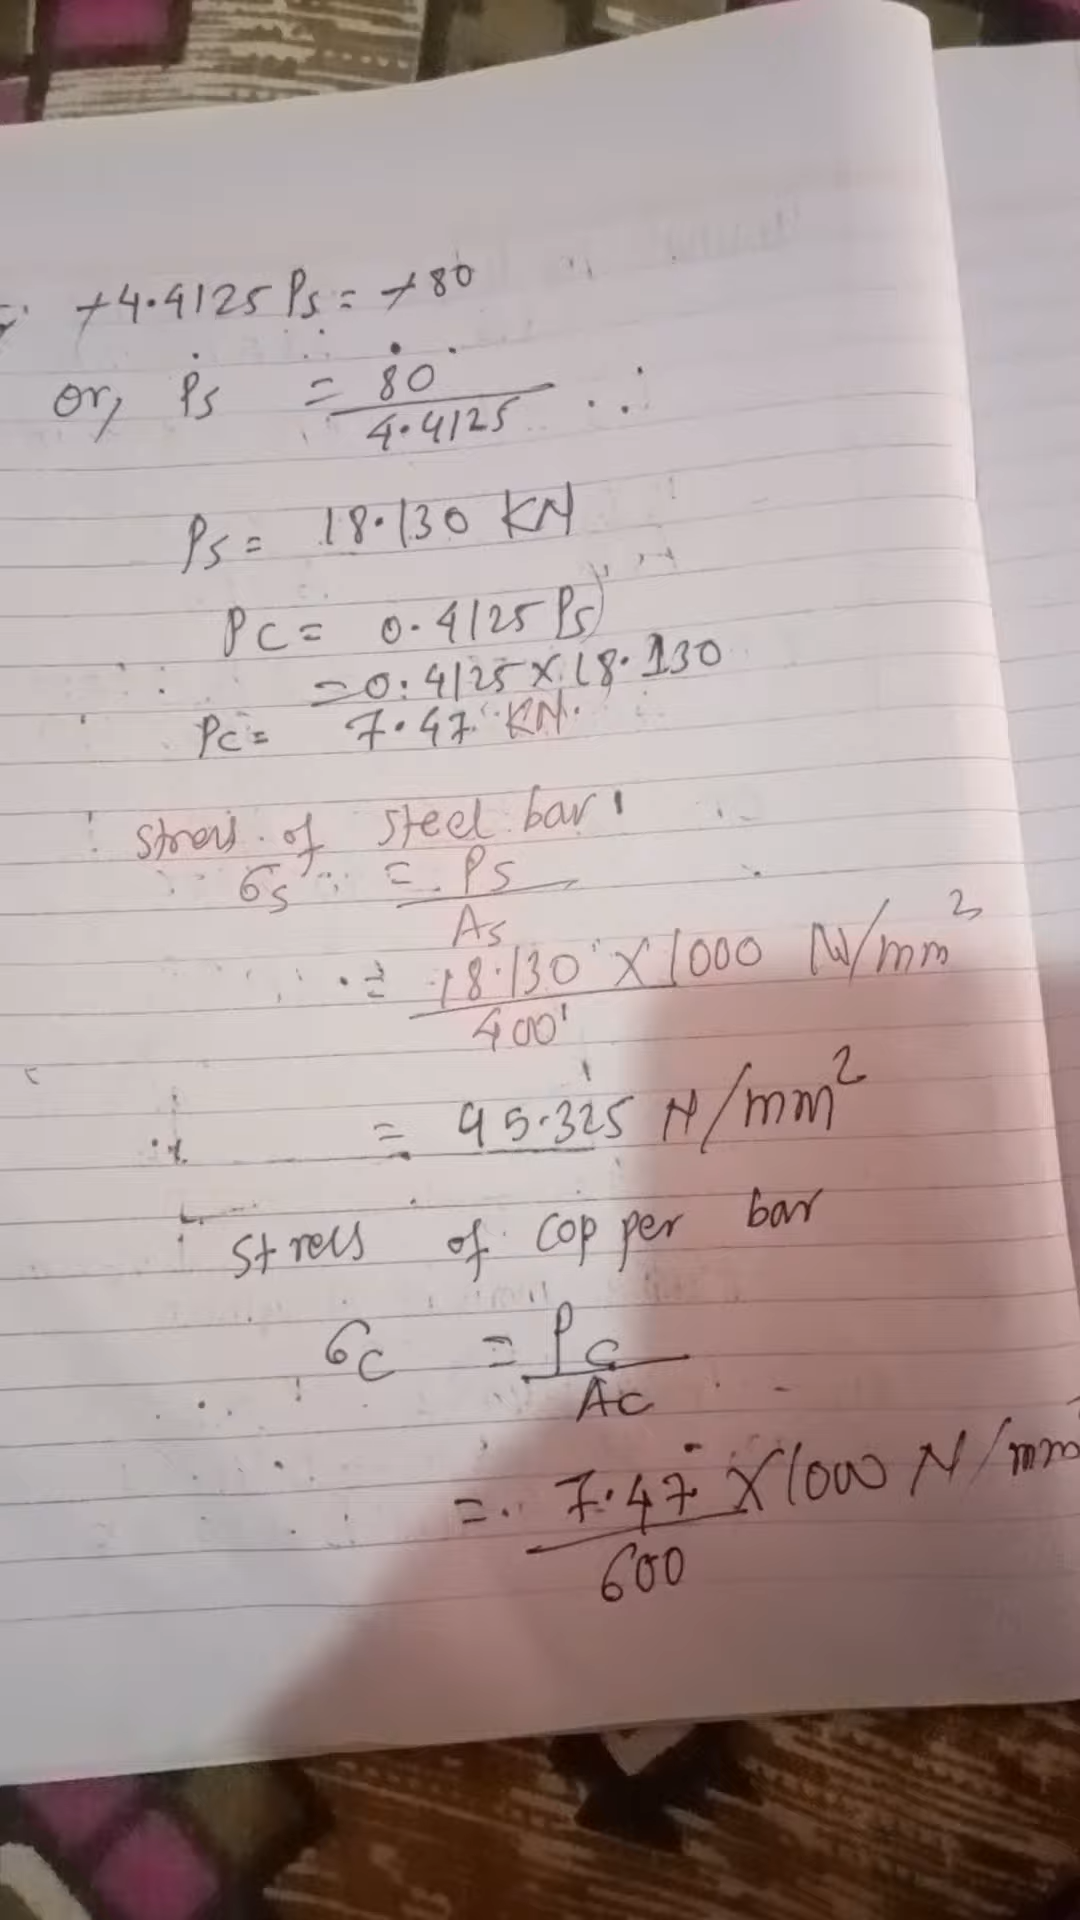 +4.4125 Ps = +80
or, Ps = 80
4.4125
Ps = 18.130 KN
PC = 0.4125 Ps
= 0.4125 X 18.130
PC = 7.47 KN.
Stress of steel bar
σs = Ps
As
= 18.130 X 1000 N/mm²
400
= 45.325 N/mm²
Stress of copper bar
σc = Pc
Ac
= 7.47 X 1000 N/mm
600